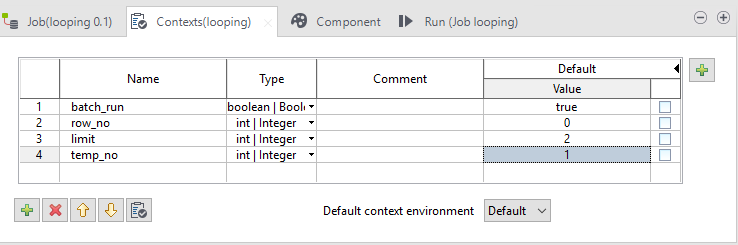 Job(looping 0.1) Contexts(looping) Component Run (Job looping)
Name Type Comment Default
Value
1 batch_run boolean | Boole true
2 row_no int | Integer 0
3 limit int | Integer 2
4 temp_no int | Integer 1
Default context environment Default